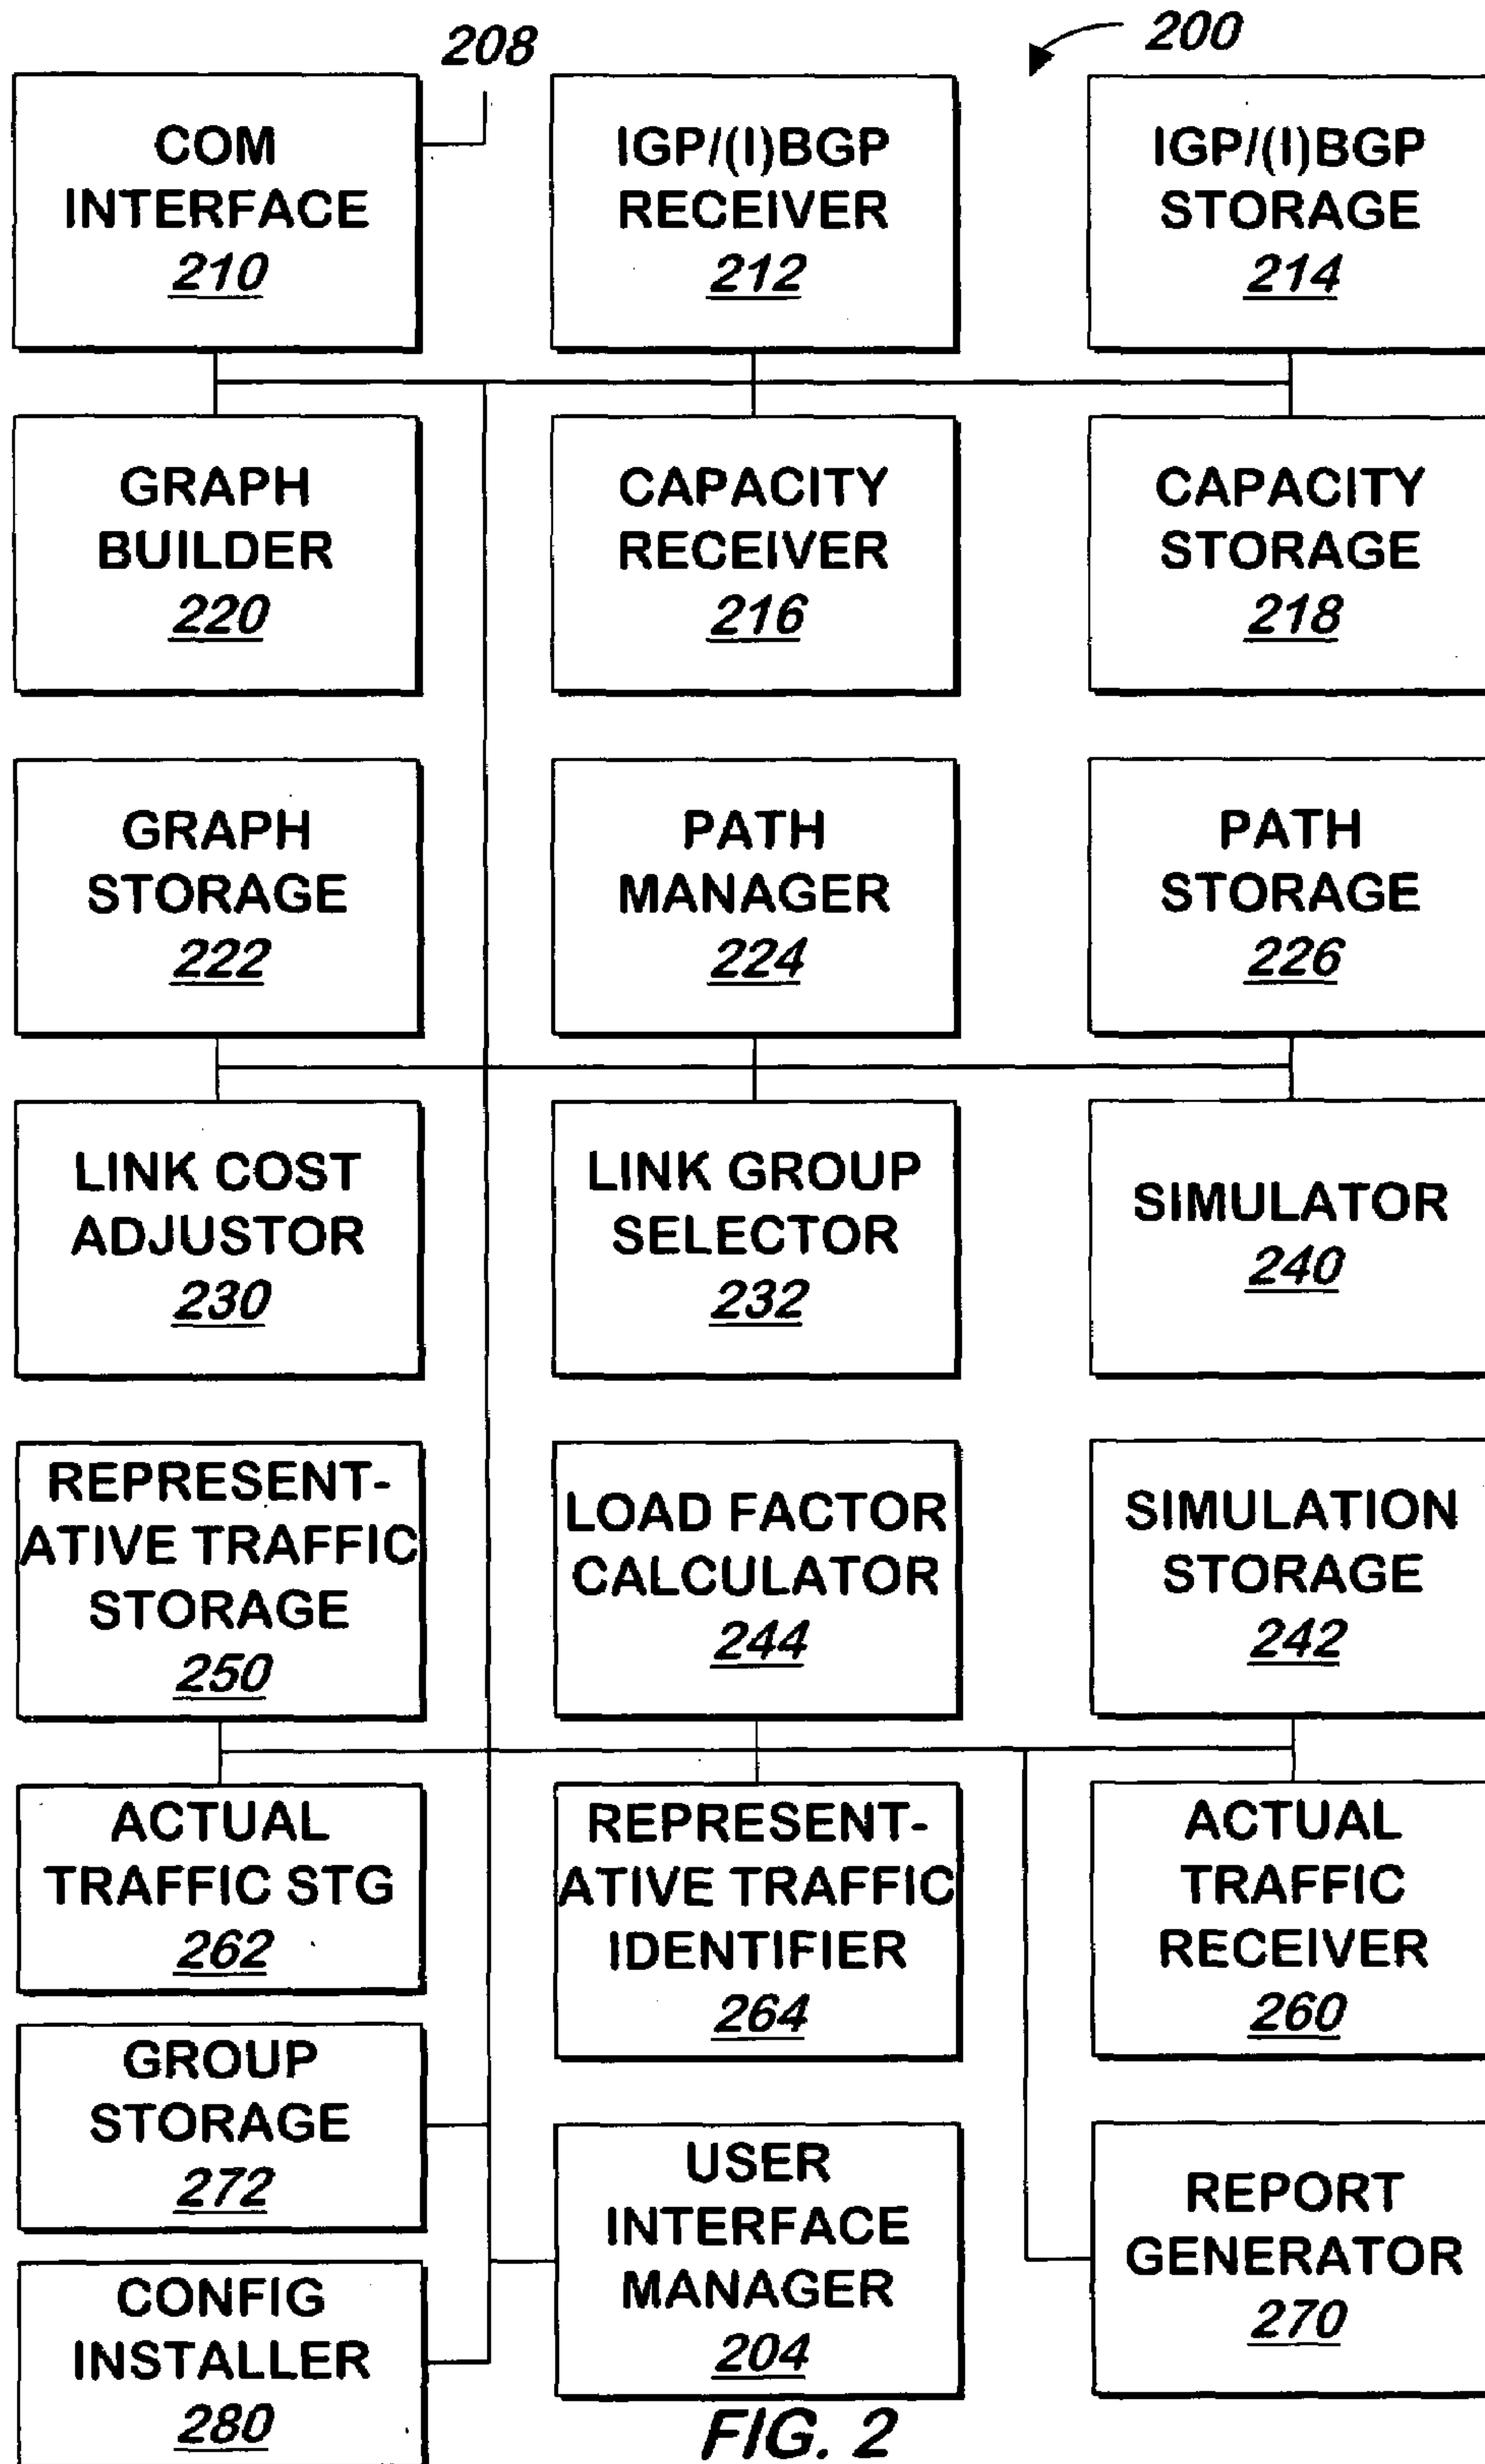 208
200
COM
INTERFACE
210
IGP/(I)BGP
RECEIVER
212
IGP/(I)BGP
STORAGE
214
GRAPH
BUILDER
220
CAPACITY
RECEIVER
216
CAPACITY
STORAGE
218
GRAPH
STORAGE
222
PATH
MANAGER
224
PATH
STORAGE
226
LINK COST
ADJUSTOR
230
LINK GROUP
SELECTOR
232
SIMULATOR
240
REPRESENT-
ATIVE TRAFFIC
STORAGE
250
LOAD FACTOR
CALCULATOR
244
SIMULATION
STORAGE
242
ACTUAL
TRAFFIC STG
262
REPRESENT-
ATIVE TRAFFIC
IDENTIFIER
264
ACTUAL
TRAFFIC
RECEIVER
260
GROUP
STORAGE
272
USER
INTERFACE
MANAGER
204
REPORT
GENERATOR
270
CONFIG
INSTALLER
280
FIG. 2